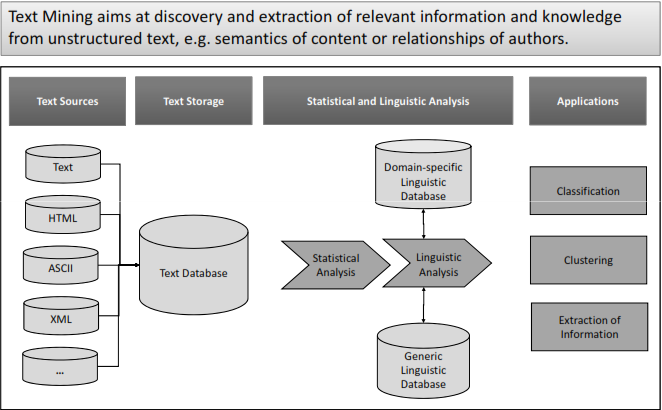 Text Mining aims at discovery and extraction of relevant information and knowledge
from unstructured text, e.g. semantics of content or relationships of authors.
Text Sources
Text Storage
Statistical and Linguistic Analysis
Applications
Text
HTML
ASCII
XML
...
Text Database
Statistical
Analysis
Domain-specific
Linguistic
Database
Linguistic
Analysis
Generic
Linguistic
Database
Classification
Clustering
Extraction of
Information